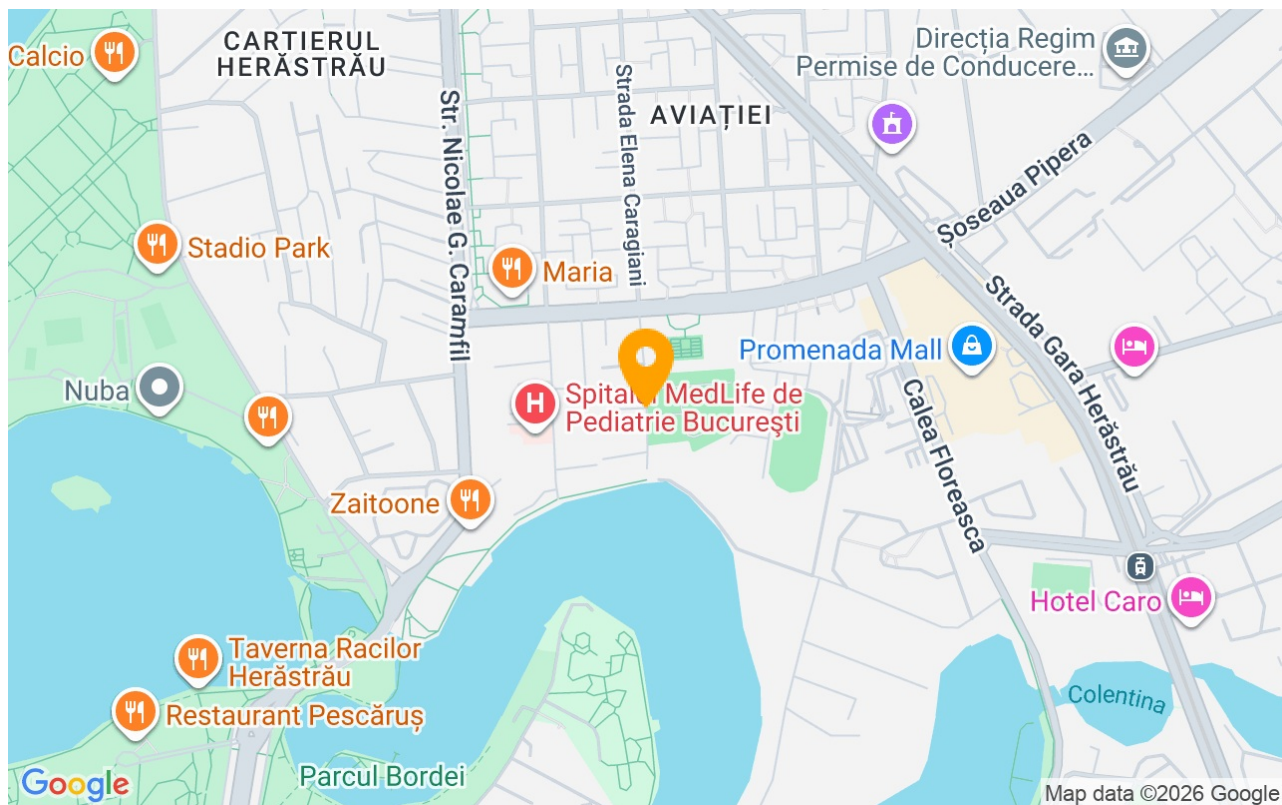 Calcio
CARTIERUL
HERĂSTRĂU
Direcția Regim
Permise de Conducere...
Strada Elena Caragiani
AVIAȚIEI
Str. Nicolae G. Caramfil
Șoseaua Pipera
Stadio Park
Maria
Strada Gara Herăstrău
Promenada Mall
Nuba
H
Spitalul MedLife de
Pediatrie Bucureşti
Calea Floreasca
Zaitoone
Hotel Caro
Taverna Racilor
Herăstrău
Colentina
Restaurant Pescăruș
Parcul Bordei
Google
Map data ©2026 Google